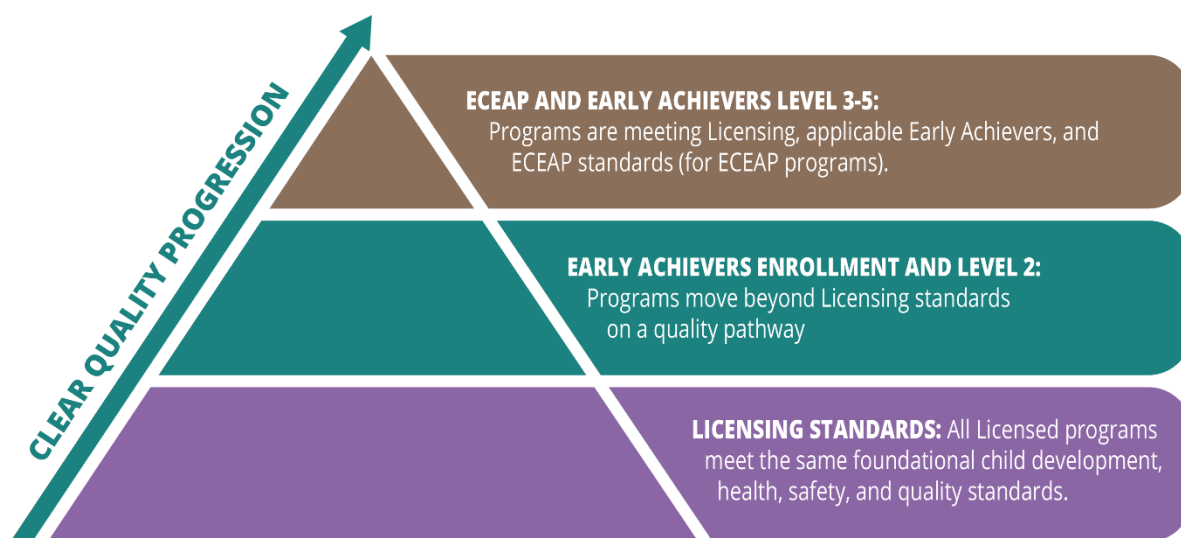 CLEAR QUALITY PROGRESSION
ECEAP AND EARLY ACHIEVERS LEVEL 3-5:
Programs are meeting Licensing, applicable Early Achievers, and
ECEAP standards (for ECEAP programs).
EARLY ACHIEVERS ENROLLMENT AND LEVEL 2:
Programs move beyond Licensing standards
on a quality pathway
LICENSING STANDARDS: All Licensed programs
meet the same foundational child development,
health, safety, and quality standards.